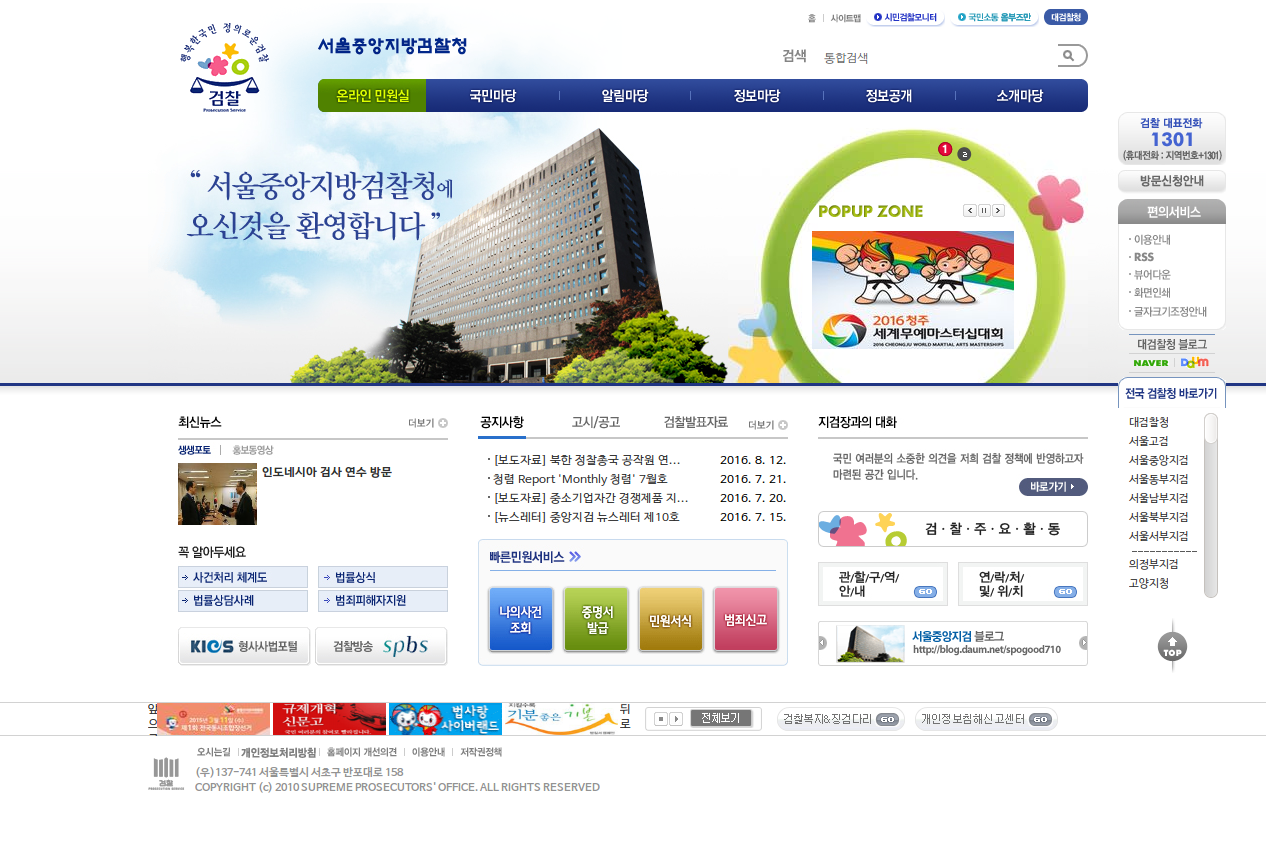 홈
사이트맵
시민검찰모니터
국민소통 옴부즈만
대검찰청
행복한국민 정의로운검찰
검찰
Prosecution Service
서울중앙지방검찰청
검색
통합검색
온라인 민원실
국민마당
알림마당
정보마당
정보공개
소개마당
“ 서울중앙지방검찰청에
오신것을 환영합니다 ”
POPUP ZONE
1
2
2016 청주
세계무예마스터십대회
2016 CHEONGJU WORLD MARTIAL ARTS MASTERSHIPS
검찰 대표전화
1301
(휴대전화 : 지역번호+1301)
방문신청안내
편의서비스
· 이용안내
· RSS
· 뷰어다운
· 화면인쇄
· 글자크기조정안내
대검찰청 블로그
NAVER
Daum
전국 검찰청 바로가기
대검찰청
서울고검
서울중앙지검
서울동부지검
서울남부지검
서울북부지검
서울서부지검
-----------
의정부지검
고양지청
TOP
최신뉴스
더보기
생생포토
홍보동영상
인도네시아 검사 연수 방문
꼭 알아두세요
사건처리 체계도
법률상식
법률상담사례
범죄피해자지원
KICS 형사사법포털
검찰방송 spbs
공지사항
고시/공고
검찰발표자료
더보기
· [보도자료] 북한 정찰총국 공작원 연... 2016. 8. 12.
· 청렴 Report 'Monthly 청렴' 7월호 2016. 7. 21.
· [보도자료] 중소기업자간 경쟁제품 지... 2016. 7. 20.
· [뉴스레터] 중앙지검 뉴스레터 제10호 2016. 7. 15.
빠른민원서비스
나의사건
조회
증명서
발급
민원서식
범죄신고
지검장과의 대화
국민 여러분의 소중한 의견을 저희 검찰 정책에 반영하고자
마련된 공간 입니다.
바로가기
검·찰·주·요·활·동
관/할/구/역/
안/내
GO
연/락/처/
및/ 위/치
GO
서울중앙지검 블로그
http://blog.daum.net/spogood710
앞
으
2015년 3월 11일 (수)
제1회 전국동시조합장선거
규제개혁
신문고
법사랑
사이버랜드
기분좋은 기본
뒤
로
전체보기
검찰복지&징검다리 GO
개인정보침해신고센터 GO
오시는길
개인정보처리방침
홈페이지 개선의견
이용안내
저작권정책
검찰
PROSECUTION SERVICE
(우)137-741 서울특별시 서초구 반포대로 158
COPYRIGHT (c) 2010 SUPREME PROSECUTORS' OFFICE. ALL RIGHTS RESERVED